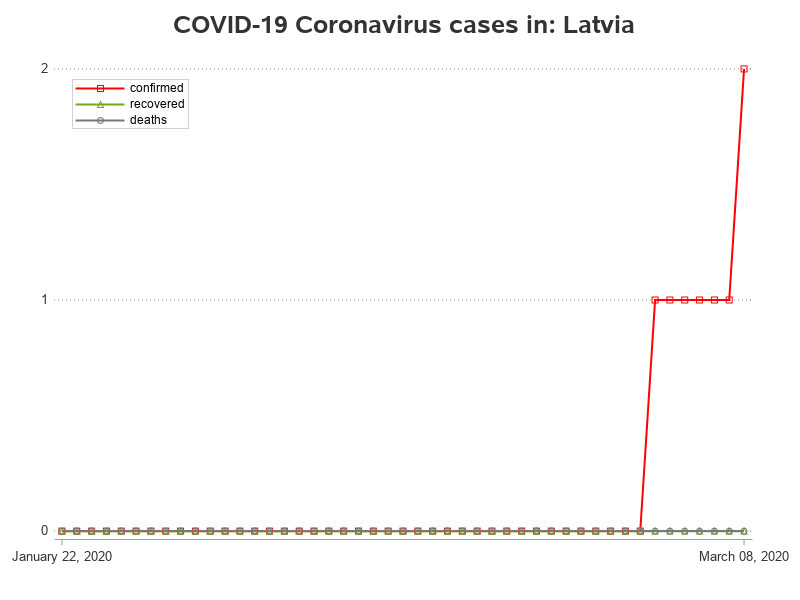 COVID-19 Coronavirus cases in: Latvia
2
confirmed
recovered
deaths
1
0
January 22, 2020
March 08, 2020